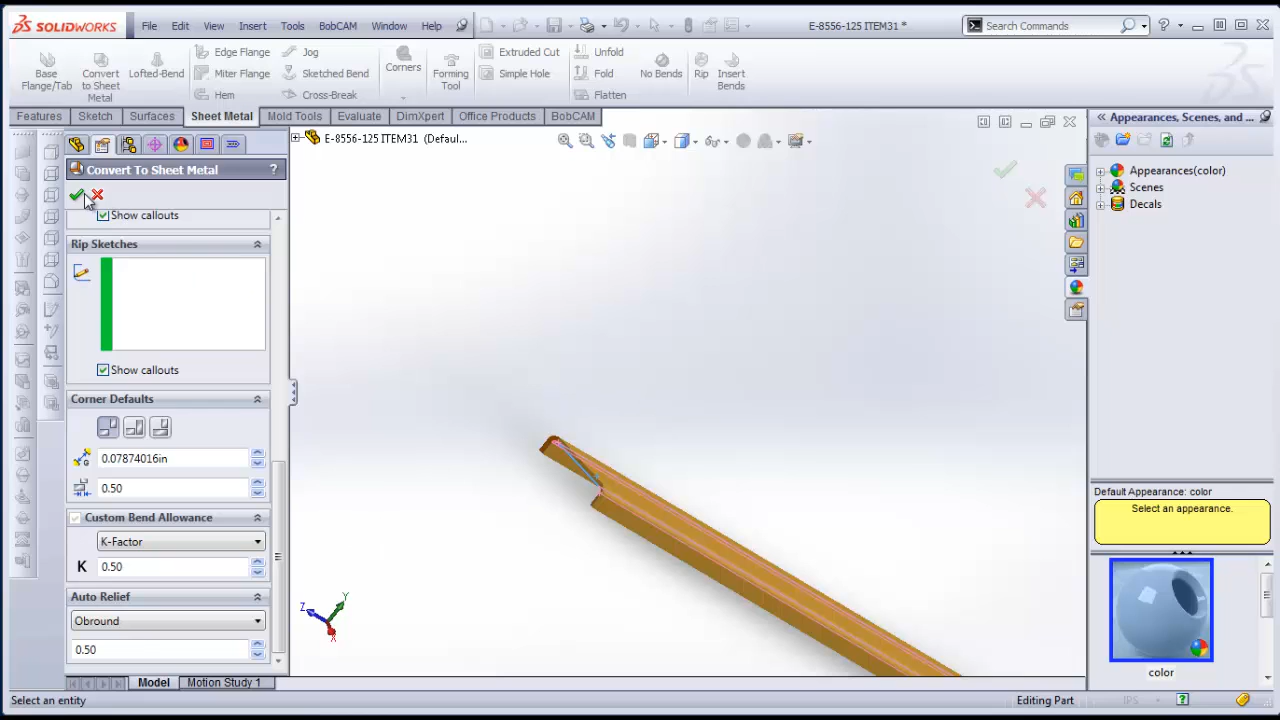 SOLIDWORKS File Edit View Insert Tools BobCAM Window Help E-8556-125 ITEM31 * Search Commands ?
Edge Flange Jog Extruded Cut Unfold
Base Flange/Tab Convert to Sheet Metal Lofted-Bend Miter Flange Sketched Bend Corners Forming Tool Simple Hole Fold No Bends Rip Insert Bends
Hem Cross-Break Flatten
Features Sketch Surfaces Sheet Metal Mold Tools Evaluate DimXpert Office Products BobCAM
Appearances, Scenes, and ...
E-8556-125 ITEM31 (Defaul...
Convert To Sheet Metal ?
Appearances(color)
Scenes
Decals
Show callouts
Rip Sketches
Show callouts
Corner Defaults
0.07874016in
0.50
Custom Bend Allowance
K-Factor
K 0.50
Auto Relief
Obround
0.50
Default Appearance: color
Select an appearance.
color
Z Y X
Model Motion Study 1
Select an entity Editing Part IPS ?